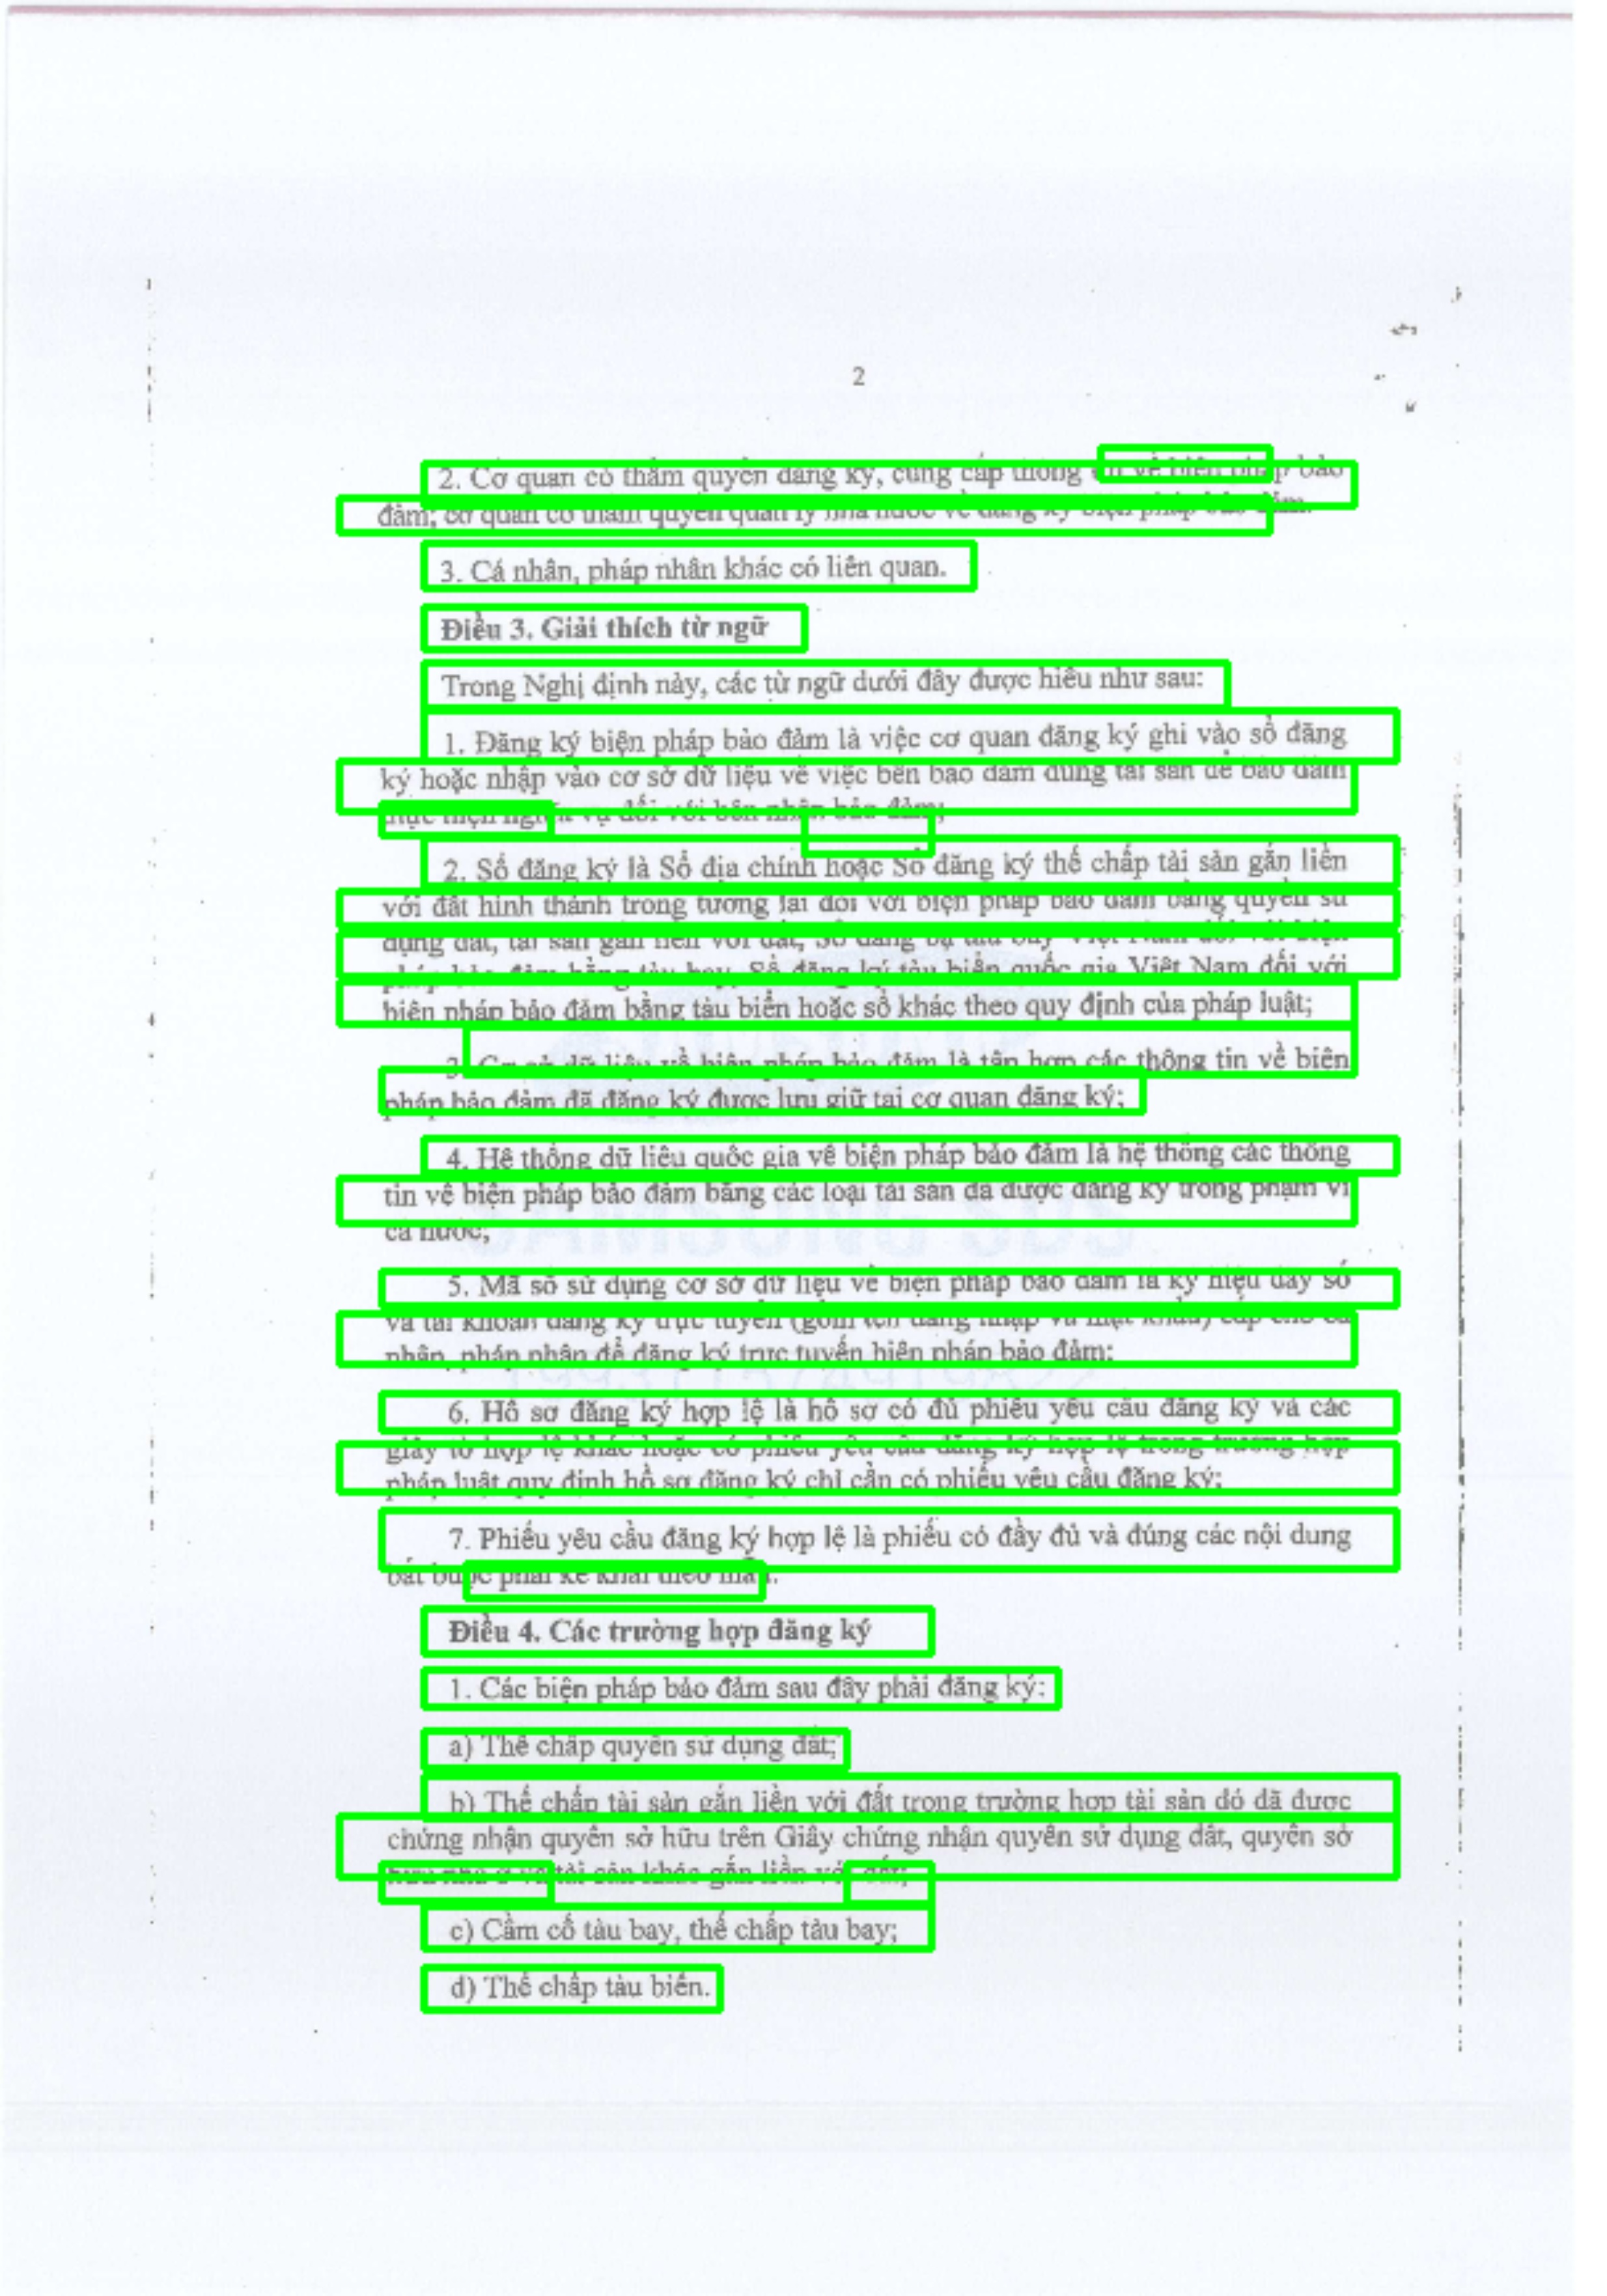 2
2. Cơ quan có thẩm quyền đăng ký, cung cấp thông tin về biện pháp bảo
đảm; cơ quan có thẩm quyền quản lý nhà nước về đăng ký biện pháp bảo đảm.
3. Cá nhân, pháp nhân khác có liên quan.
Điều 3. Giải thích từ ngữ
Trong Nghị định này, các từ ngữ dưới đây được hiểu như sau:
1. Đăng ký biện pháp bảo đảm là việc cơ quan đăng ký ghi vào sổ đăng
ký hoặc nhập vào cơ sở dữ liệu về việc bên bảo đảm dùng tài sản để bảo đảm
thực hiện nghĩa vụ đối với bên nhận bảo đảm;
2. Sổ đăng ký là Sổ địa chính hoặc Sổ đăng ký thế chấp tài sản gắn liền
với đất hình thành trong tương lai đối với biện pháp bảo đảm bằng quyền sử
dụng đất, tài sản gắn liền với đất, Sổ đăng bạ tàu bay Việt Nam đối với biện
pháp bảo đảm bằng tàu bay, Sổ đăng ký tàu biển quốc gia Việt Nam đối với
biện pháp bảo đảm bằng tàu biển hoặc sổ khác theo quy định của pháp luật;
3. Cơ sở dữ liệu về biện pháp bảo đảm là tập hợp các thông tin về biện
pháp bảo đảm đã đăng ký được lưu giữ tại cơ quan đăng ký;
4. Hệ thống dữ liệu quốc gia về biện pháp bảo đảm là hệ thống các thông
tin về biện pháp bảo đảm bằng các loại tài sản đã được đăng ký trong phạm vi
cả nước;
5. Mã số sử dụng cơ sở dữ liệu về biện pháp bảo đảm là ký hiệu dãy số
và tài khoản đăng ký trực tuyến (gồm tên đăng nhập và mật khẩu) cấp cho cá
nhân, pháp nhân để đăng ký trực tuyến biện pháp bảo đảm;
6. Hồ sơ đăng ký hợp lệ là hồ sơ có đủ phiếu yêu cầu đăng ký và các
giấy tờ hợp lệ khác hoặc có phiếu yêu cầu đăng ký hợp lệ trong trường hợp
pháp luật quy định hồ sơ đăng ký chỉ cần có phiếu yêu cầu đăng ký;
7. Phiếu yêu cầu đăng ký hợp lệ là phiếu có đầy đủ và đúng các nội dung
bắt buộc phải kê khai theo mẫu.
Điều 4. Các trường hợp đăng ký
1. Các biện pháp bảo đảm sau đây phải đăng ký:
a) Thế chấp quyền sử dụng đất;
b) Thế chấp tài sản gắn liền với đất trong trường hợp tài sản đó đã được
chứng nhận quyền sở hữu trên Giấy chứng nhận quyền sử dụng đất, quyền sở
hữu nhà ở và tài sản khác gắn liền với đất;
c) Cầm cố tàu bay, thế chấp tàu bay;
d) Thế chấp tàu biển.